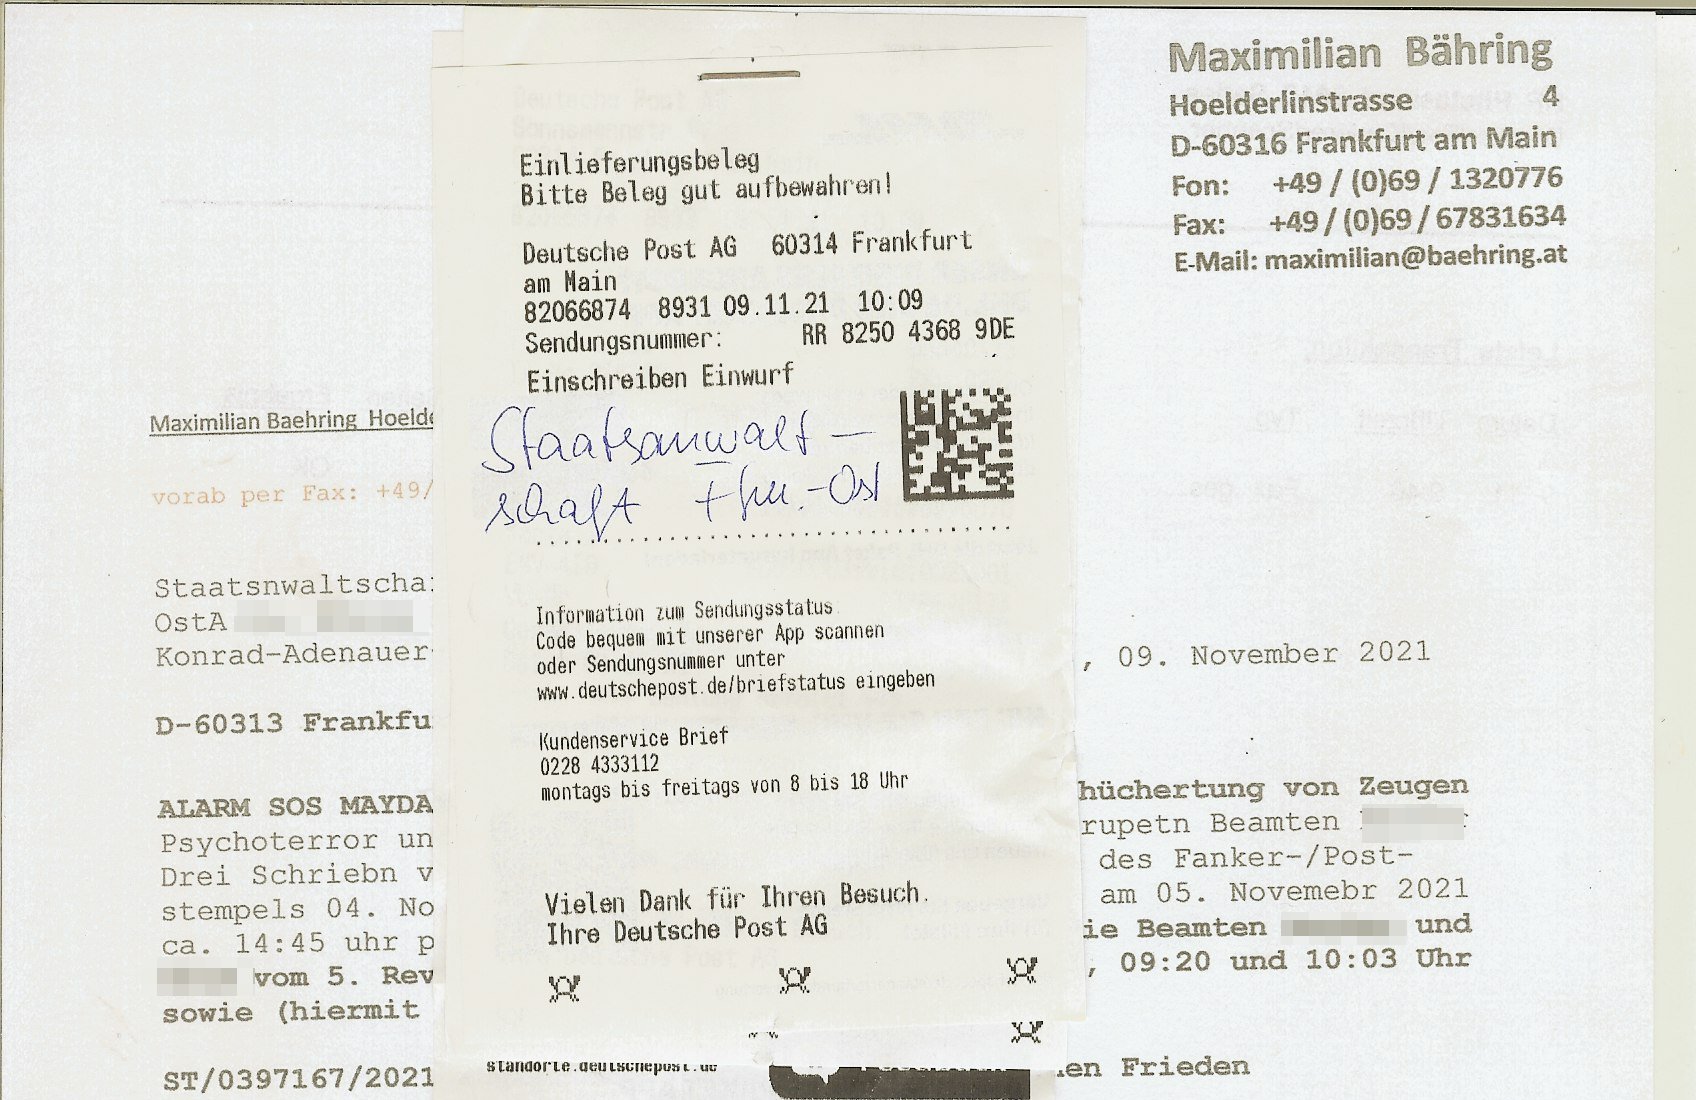 Maximilian Bähring
Hoelderlinstrasse 4
D-60316 Frankfurt am Main
Fon: +49 / (0)69 / 1320776
Fax: +49 / (0)69 / 67831634
E-Mail: maximilian@baehring.at
Einlieferungsbeleg
Bitte Beleg gut aufbewahren!
Deutsche Post AG 60314 Frankfurt
am Main
82066874 8931 09.11.21 10:09
Sendungsnummer: RR 8250 4368 9DE
Einschreiben Einwurf
Staatsanwalt-
schaft Ffm.-Ost
Information zum Sendungsstatus
Code bequem mit unserer App scannen
oder Sendungsnummer unter
www.deutschepost.de/briefstatus eingeben
Kundenservice Brief
0228 4333112
montags bis freitags von 8 bis 18 Uhr
Vielen Dank für Ihren Besuch.
Ihre Deutsche Post AG
standorte.deutschepost.de
Maximilian Baehring Hoelde
vorab per Fax: +49/
Staatsnwaltscha
OstA
Konrad-Adenauer , 09. November 2021
D-60313 Frankfu
ALARM SOS MAYDA hüchertung von Zeugen
Psychoterror un rupetn Beamten
Drei Schriebn v des Fanker-/Post-
stempels 04. No am 05. Novemebr 2021
ca. 14:45 uhr p ie Beamten und
vom 5. Rev , 09:20 und 10:03 Uhr
sowie (hiermit
ST/0397167/2021 en Frieden